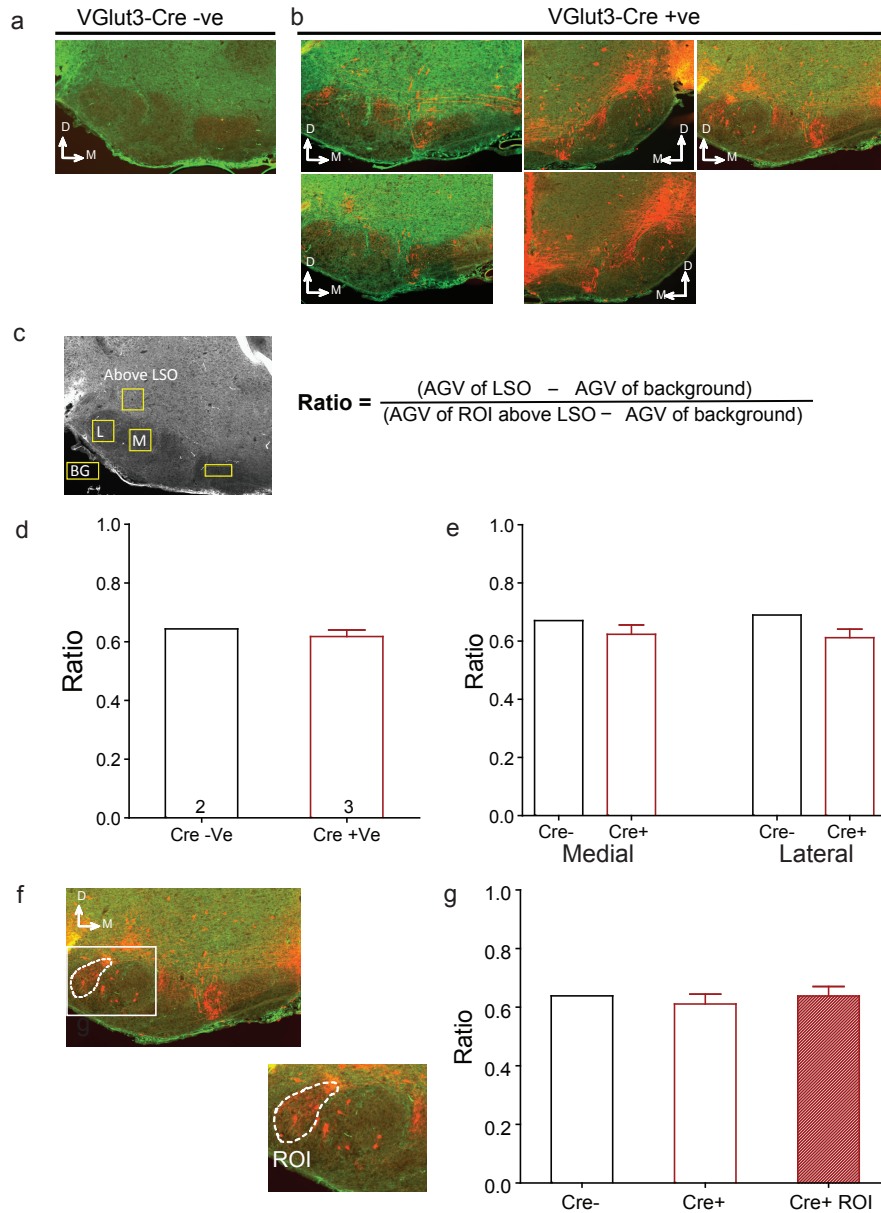 a
VGlut3-Cre -ve
D
M
b
VGlut3-Cre +ve
D
M
D
M
D
M
D
M
D
M
c
Above LSO
L
M
BG
Ratio = (AGV of LSO – AGV of background)
(AGV of ROI above LSO – AGV of background)
d
Ratio
1.0
0.8
0.6
0.4
0.2
0.0
2
3
Cre -Ve
Cre +Ve
e
Ratio
1.0
0.8
0.6
0.4
0.2
0.0
Cre-
Cre+
Cre-
Cre+
Medial
Lateral
f
D
M
g
ROI
g
Ratio
1.0
0.8
0.6
0.4
0.2
0.0
Cre-
Cre+
Cre+ ROI